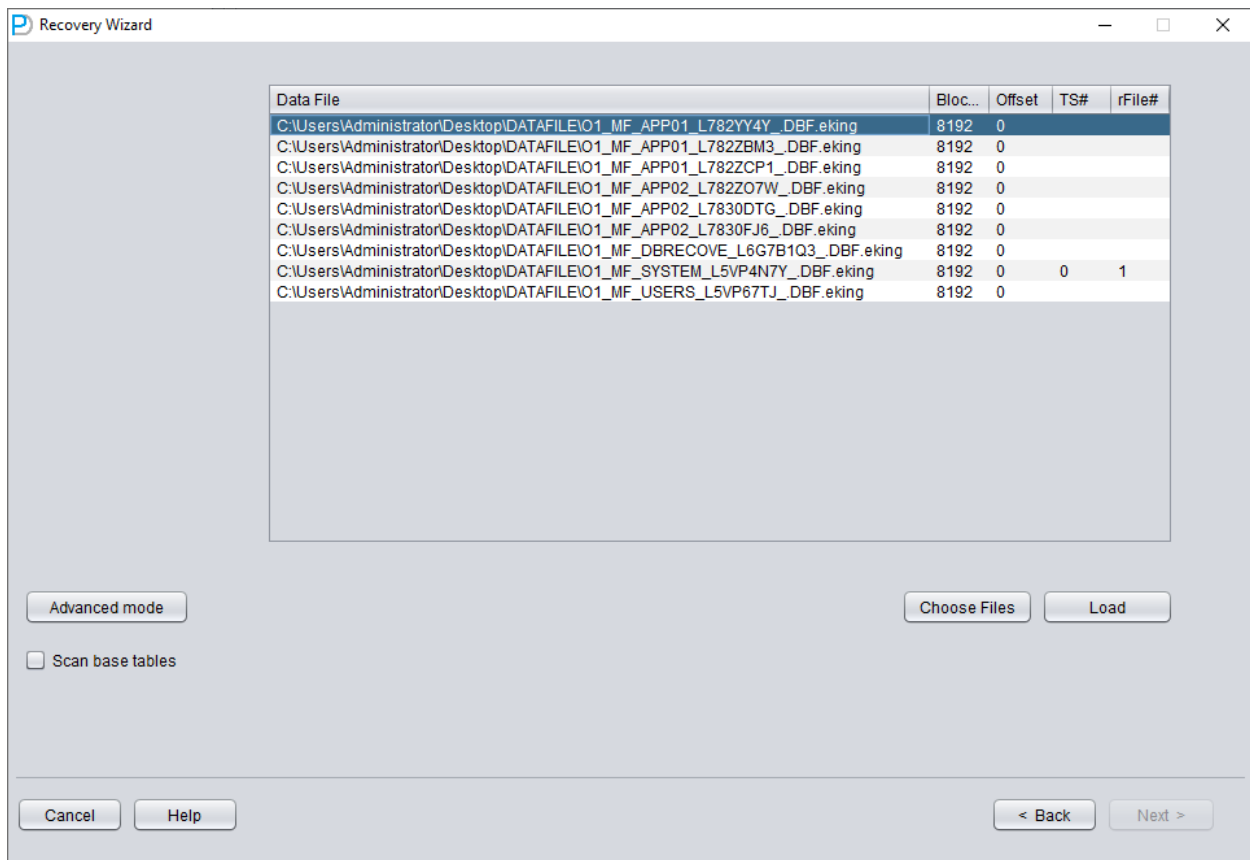 Recovery Wizard
Data File Bloc... Offset TS# rFile#
C:\Users\Administrator\Desktop\DATAFILE\O1_MF_APP01_L782YY4Y_.DBF.eking 8192 0
C:\Users\Administrator\Desktop\DATAFILE\O1_MF_APP01_L782ZBM3_.DBF.eking 8192 0
C:\Users\Administrator\Desktop\DATAFILE\O1_MF_APP01_L782ZCP1_.DBF.eking 8192 0
C:\Users\Administrator\Desktop\DATAFILE\O1_MF_APP02_L782ZO7W_.DBF.eking 8192 0
C:\Users\Administrator\Desktop\DATAFILE\O1_MF_APP02_L7830DTG_.DBF.eking 8192 0
C:\Users\Administrator\Desktop\DATAFILE\O1_MF_APP02_L7830FJ6_.DBF.eking 8192 0
C:\Users\Administrator\Desktop\DATAFILE\O1_MF_DBRECOVE_L6G7B1Q3_.DBF.eking 8192 0
C:\Users\Administrator\Desktop\DATAFILE\O1_MF_SYSTEM_L5VP4N7Y_.DBF.eking 8192 0 0 1
C:\Users\Administrator\Desktop\DATAFILE\O1_MF_USERS_L5VP67TJ_.DBF.eking 8192 0
Advanced mode Choose Files Load
Scan base tables
Cancel Help < Back Next >